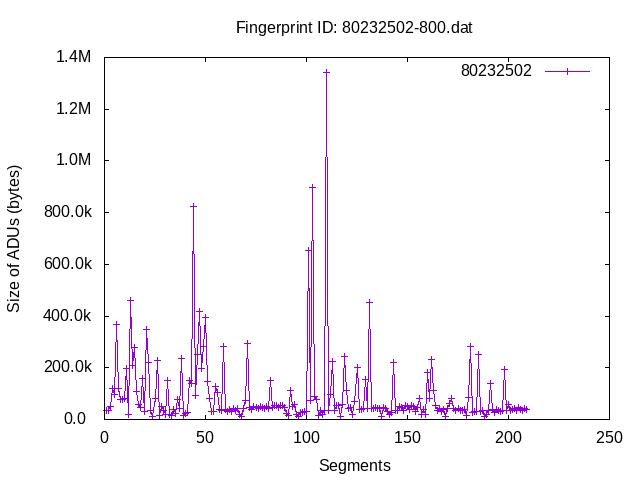 Fingerprint ID: 80232502-800.dat
1.4M
80232502
1.2M
1.0M
800.0k
600.0k
400.0k
200.0k
0.0
Size of ADUs (bytes)
0 50 100 150 200 250
Segments